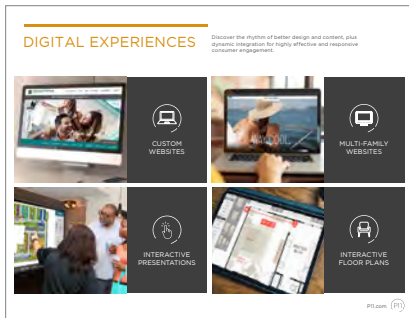 DIGITAL EXPERIENCES
Discover the rhythm of better design and content, plus
dynamic integration for highly effective and responsive
consumer engagement.
CUSTOM
WEBSITES
MULTI-FAMILY
WEBSITES
INTERACTIVE
PRESENTATIONS
INTERACTIVE
FLOOR PLANS
P11.com
P11